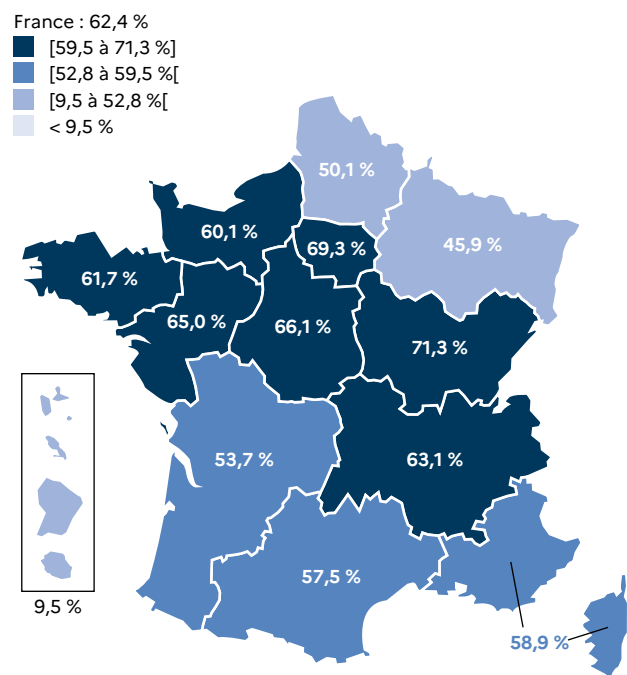 France : 62,4 %
[59,5 à 71,3 %]
[52,8 à 59,5 %[
[9,5 à 52,8 %[
< 9,5 %
50,1 %
60,1 %
69,3 %
45,9 %
61,7 %
65,0 %
66,1 %
71,3 %
53,7 %
63,1 %
57,5 %
9,5 %
58,9 %